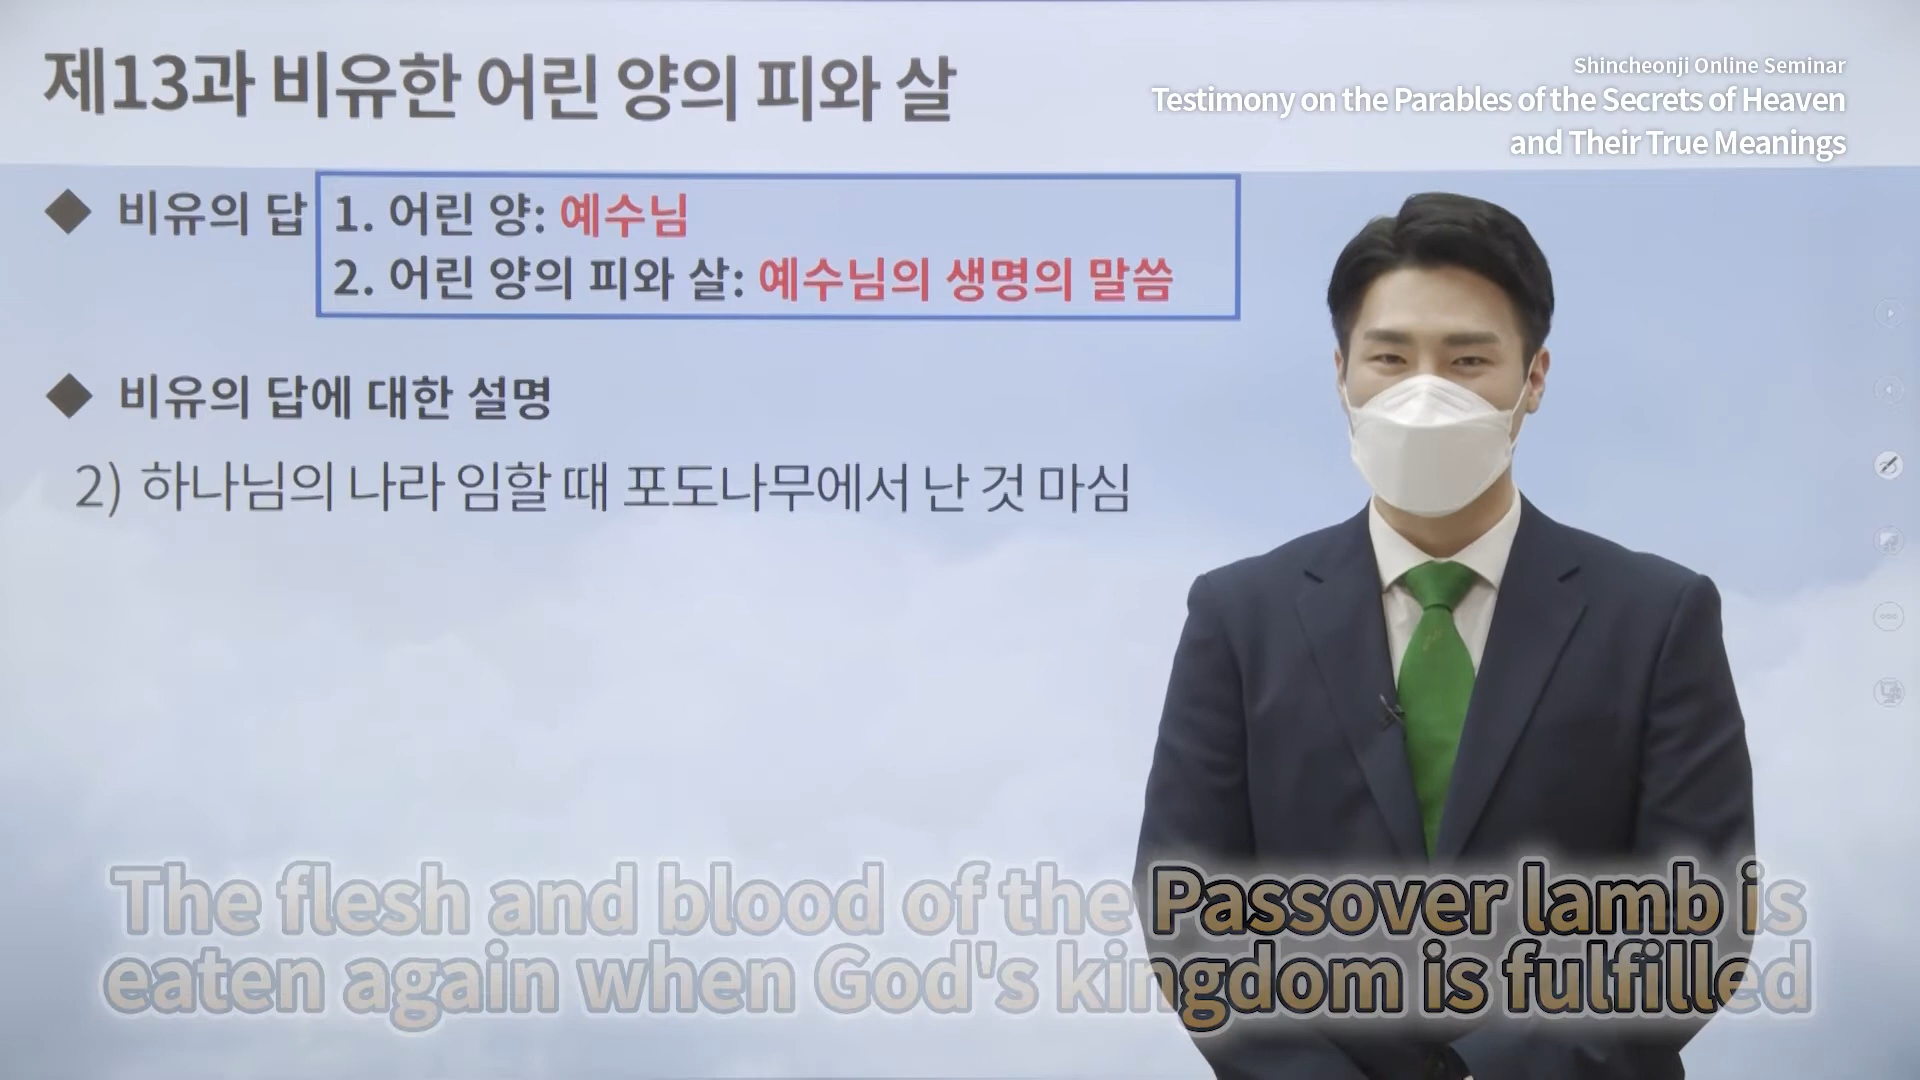 제13과 비유한 어린 양의 피와 살
Shincheonji Online Seminar
Testimony on the Parables of the Secrets of Heaven
and Their True Meanings
◆ 비유의 답
1. 어린 양: 예수님
2. 어린 양의 피와 살: 예수님의 생명의 말씀
◆ 비유의 답에 대한 설명
2) 하나님의 나라 임할 때 포도나무에서 난 것 마심
The flesh and blood of the Passover lamb is
eaten again when God's kingdom is fulfilled